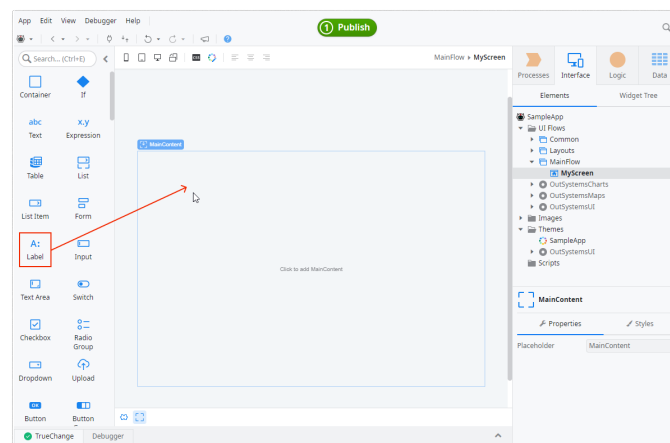 App Edit View Debugger Help
1 Publish
Search... (Ctrl+E)
MainFlow ▸ MyScreen
Processes Interface Logic Data
Elements Widget Tree
Container If
abc Text
x.y Expression
Table List
List Item Form
A: Label
Input
Text Area Switch
Checkbox Radio Group
Dropdown Upload
OK Button
Button
MainContent
Click to add MainContent
SampleApp
UI Flows
Common
Layouts
MainFlow
MyScreen
OutSystemsCharts
OutSystemsMaps
OutSystemsUI
Images
Themes
SampleApp
OutSystemsUI
Scripts
MainContent
Properties Styles
Placeholder MainContent
TrueChange Debugger